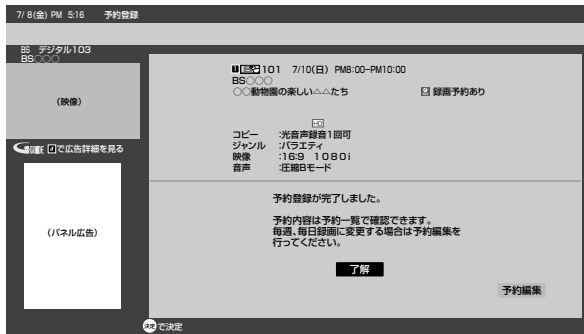 7/ 8(金) PM 5:16 予約登録
BS デジタル103
BS○○○
(映像)
GUIDE dで広告詳細を見る
(パネル広告)
101 7/10(日) PM8:00-PM10:00
BS○○○
○○動物園の楽しい△△たち 録画予約あり
コピー :光音声録音1回可
ジャンル :バラエティ
映像 :16:9 1080i
音声 :圧縮Bモード
予約登録が完了しました。
予約内容は予約一覧で確認できます。
毎週、毎日録画に変更する場合は予約編集を
行ってください。
了解
予約編集
決定で決定